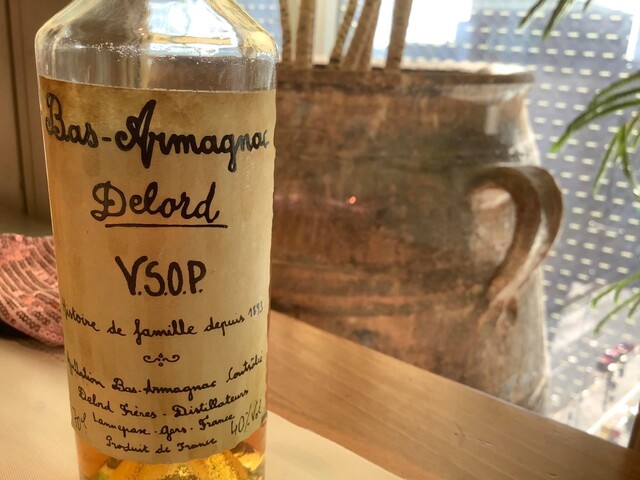 Bas-Armagnac
Delord
V.S.O.P.
histoire de famille depuis 1893
Bas-Armagnac Contrôlée
Delord Frères - Distillateurs
70cl Lannepax - Gers - France 40%Vol
Produit de France